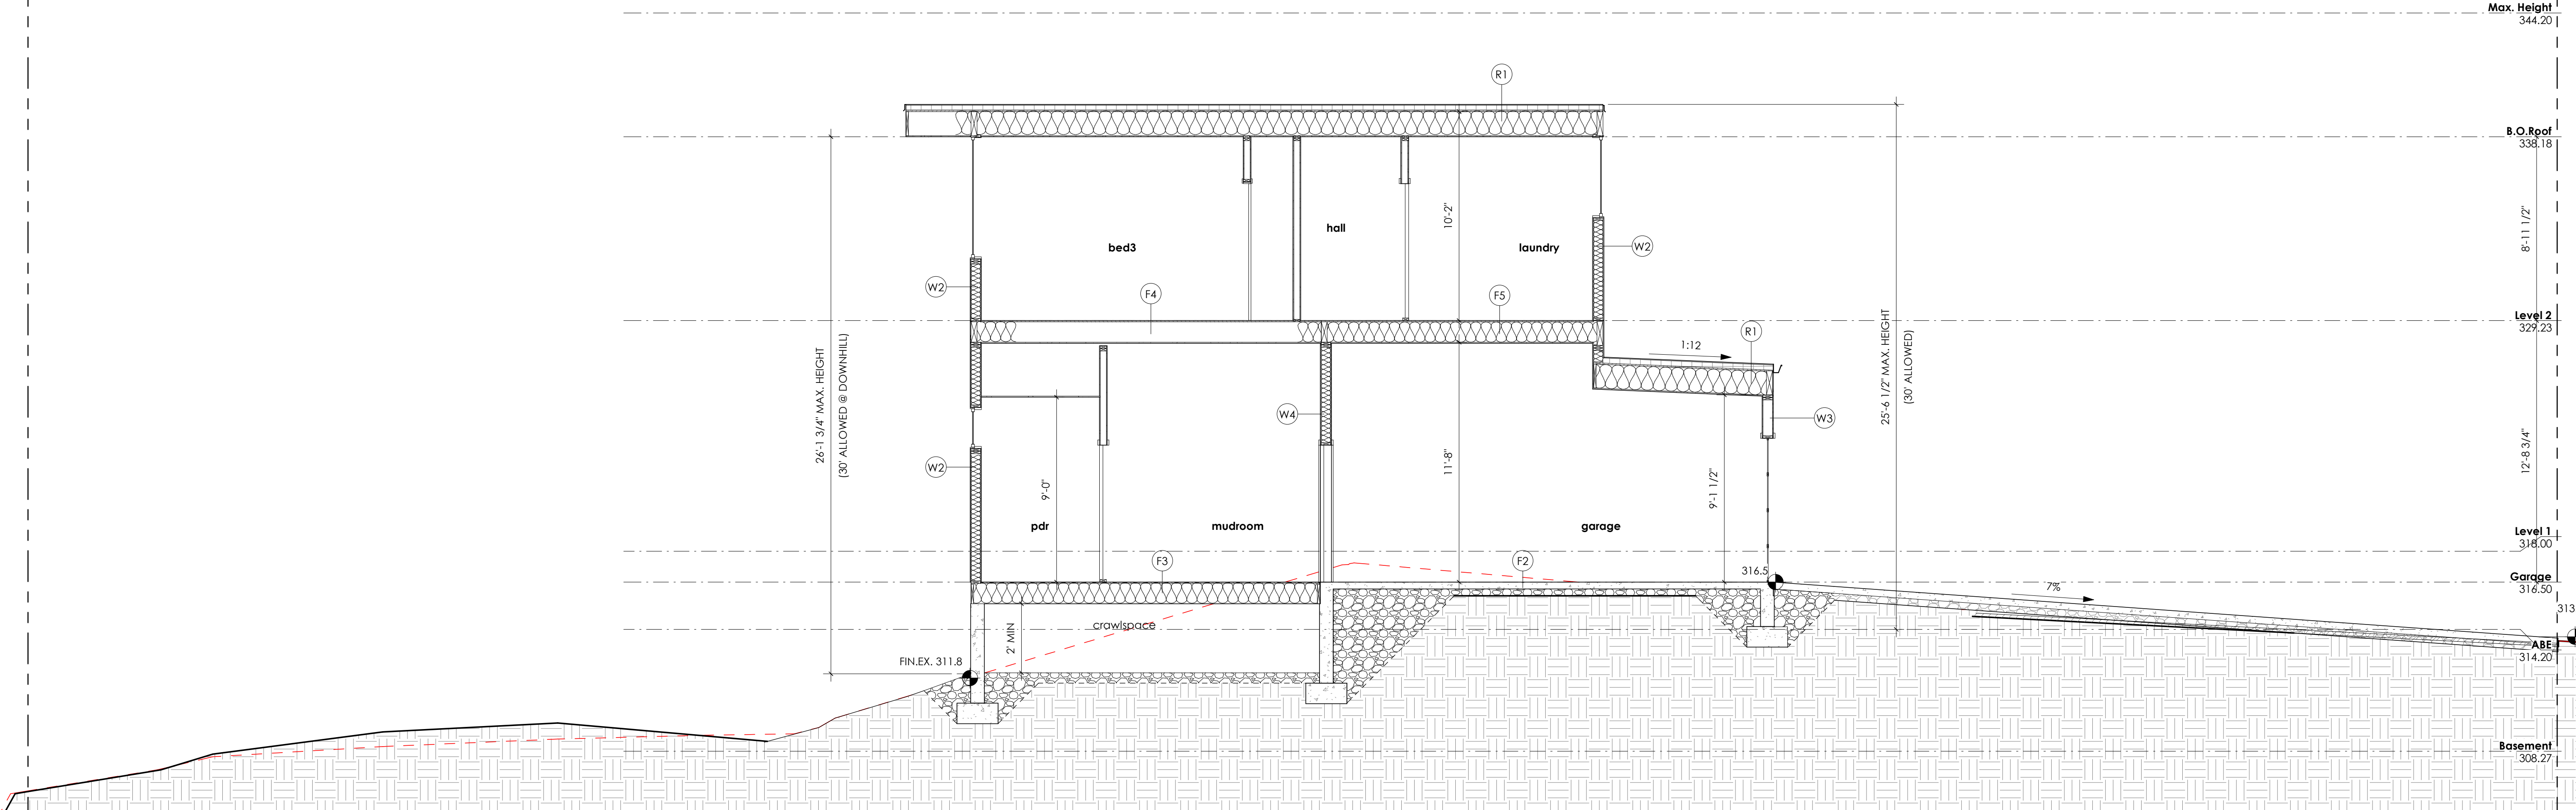 Max. Height
344.20
R1
B.O.Roof
338.18
10'-2"
8'-11 1/2"
hall
bed3
laundry
W2
W2
F4
F5
Level 2
329.23
R1
1:12
26'-1 3/4" MAX. HEIGHT
(30' ALLOWED @ DOWNHILL)
25'-6 1/2" MAX. HEIGHT
(30' ALLOWED)
W4
W3
W2
9'-0"
11'-8"
9'-1 1/2"
12'-8 3/4"
pdr
mudroom
garage
Level 1
318.00
F3
F2
316.5
Garage
316.50
7%
313
crawlspace
2' MIN
ABE
314.20
FIN.EX. 311.8
Basement
308.27